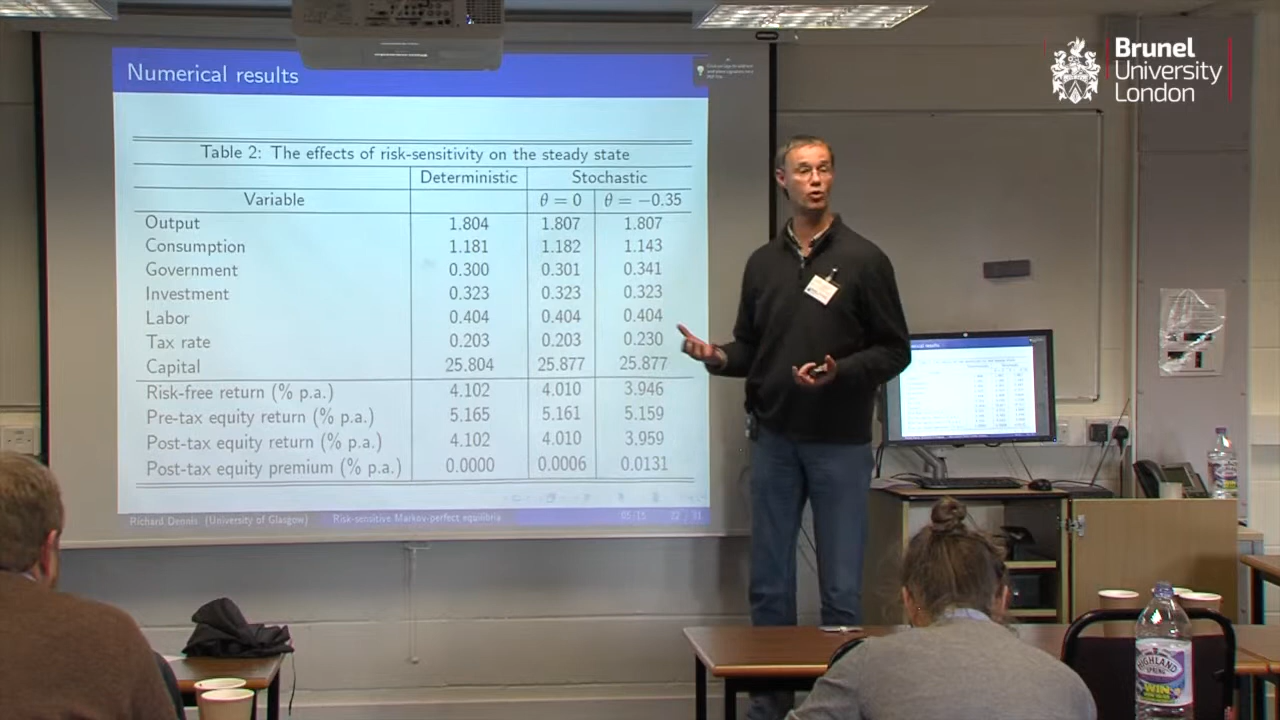 Brunel
University
London
Numerical results
Table 2: The effects of risk-sensitivity on the steady state
Deterministic Stochastic
Variable θ = 0 θ = −0.35
Output 1.804 1.807 1.807
Consumption 1.181 1.182 1.143
Government 0.300 0.301 0.341
Investment 0.323 0.323 0.323
Labor 0.404 0.404 0.404
Tax rate 0.203 0.203 0.230
Capital 25.804 25.877 25.877
Risk-free return (% p.a.) 4.102 4.010 3.946
Pre-tax equity return (% p.a.) 5.165 5.161 5.159
Post-tax equity return (% p.a.) 4.102 4.010 3.959
Post-tax equity premium (% p.a.) 0.0000 0.0006 0.0131
Richard Dennis (University of Glasgow) Risk-sensitive Markov-perfect equilibria 05-15
HIGHLAND
SPRING
WIN